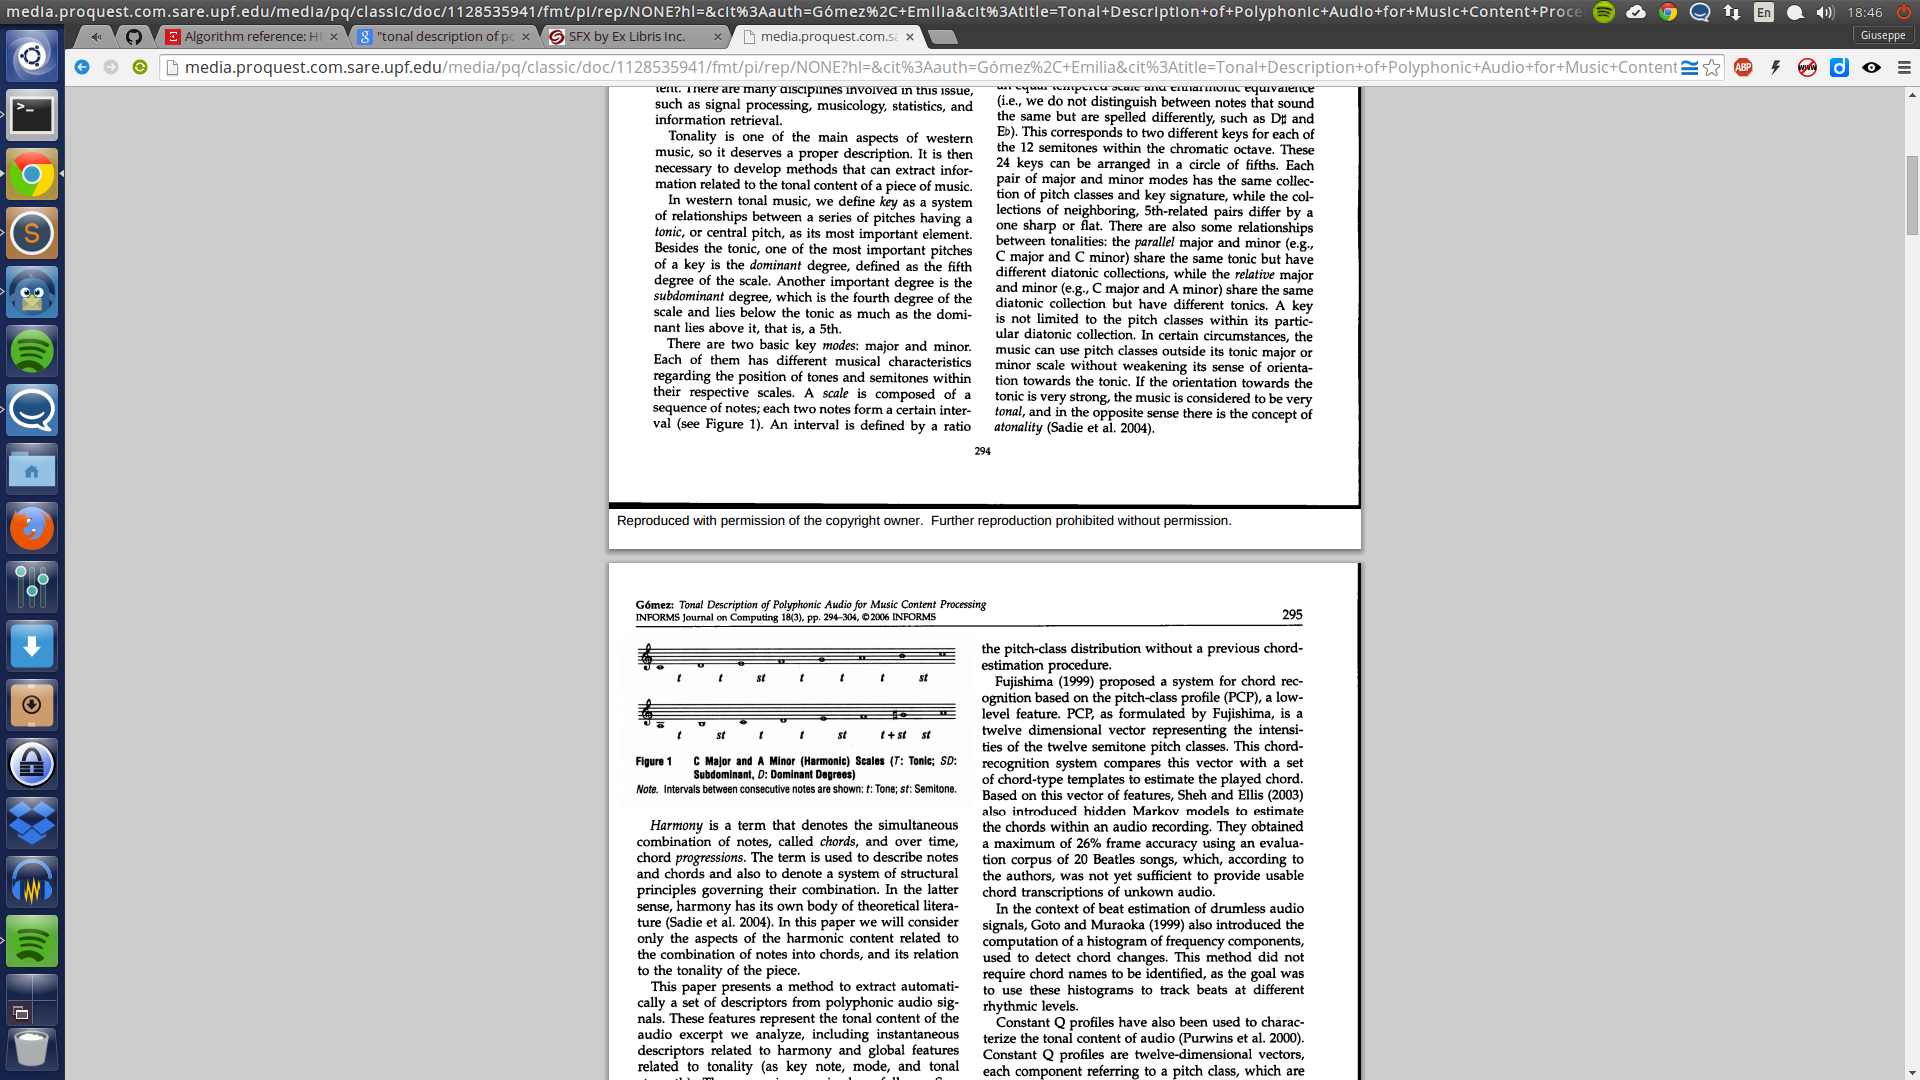 media.proquest.com.sare.upf.edu/media/pq/classic/doc/1128535941/fmt/pi/rep/NONE?hl=&cit%3Aauth=Gómez%2C+Emilia&cit%3Atitle=Tonal+Description+of+Polyphonic+Audio+for+Music+Content+Proce
En
18:46
Algorithm reference: H
"tonal description of po
SFX by Ex Libris Inc.
media.proquest.com.sa
Giuseppe
media.proquest.com.sare.upf.edu/media/pq/classic/doc/1128535941/fmt/pi/rep/NONE?hl=&cit%3Aauth=Gómez%2C+Emilia&cit%3Atitle=Tonal+Description+of+Polyphonic+Audio+for+Music+Content
ABP
tent. There are many disciplines involved in this issue,
such as signal processing, musicology, statistics, and
information retrieval.
Tonality is one of the main aspects of western
music, so it deserves a proper description. It is then
necessary to develop methods that can extract infor-
mation related to the tonal content of a piece of music.
In western tonal music, we define key as a system
of relationships between a series of pitches having a
tonic, or central pitch, as its most important element.
Besides the tonic, one of the most important pitches
of a key is the dominant degree, defined as the fifth
degree of the scale. Another important degree is the
subdominant degree, which is the fourth degree of the
scale and lies below the tonic as much as the domi-
nant lies above it, that is, a 5th.
There are two basic key modes: major and minor.
Each of them has different musical characteristics
regarding the position of tones and semitones within
their respective scales. A scale is composed of a
sequence of notes; each two notes form a certain inter-
val (see Figure 1). An interval is defined by a ratio
an equal-tempered scale and enharmonic equivalence
(i.e., we do not distinguish between notes that sound
the same but are spelled differently, such as D♯ and
E♭). This corresponds to two different keys for each of
the 12 semitones within the chromatic octave. These
24 keys can be arranged in a circle of fifths. Each
pair of major and minor modes has the same collec-
tion of pitch classes and key signature, while the col-
lections of neighboring, 5th-related pairs differ by a
one sharp or flat. There are also some relationships
between tonalities: the parallel major and minor (e.g.,
C major and C minor) share the same tonic but have
different diatonic collections, while the relative major
and minor (e.g., C major and A minor) share the same
diatonic collection but have different tonics. A key
is not limited to the pitch classes within its partic-
ular diatonic collection. In certain circumstances, the
music can use pitch classes outside its tonic major or
minor scale without weakening its sense of orienta-
tion towards the tonic. If the orientation towards the
tonic is very strong, the music is considered to be very
tonal, and in the opposite sense there is the concept of
atonality (Sadie et al. 2004).
294
Reproduced with permission of the copyright owner. Further reproduction prohibited without permission.
Gómez: Tonal Description of Polyphonic Audio for Music Content Processing
INFORMS Journal on Computing 18(3), pp. 294–304, ©2006 INFORMS
295
t t st t t t st
t st t t st t + st st
Figure 1 C Major and A Minor (Harmonic) Scales (T: Tonic; SD:
Subdominant, D: Dominant Degrees)
Note. Intervals between consecutive notes are shown: t: Tone; st: Semitone.
Harmony is a term that denotes the simultaneous
combination of notes, called chords, and over time,
chord progressions. The term is used to describe notes
and chords and also to denote a system of structural
principles governing their combination. In the latter
sense, harmony has its own body of theoretical litera-
ture (Sadie et al. 2004). In this paper we will consider
only the aspects of the harmonic content related to
the combination of notes into chords, and its relation
to the tonality of the piece.
This paper presents a method to extract automati-
cally a set of descriptors from polyphonic audio sig-
nals. These features represent the tonal content of the
audio excerpt we analyze, including instantaneous
descriptors related to harmony and global features
related to tonality (as key note, mode, and tonal
the pitch-class distribution without a previous chord-
estimation procedure.
Fujishima (1999) proposed a system for chord rec-
ognition based on the pitch-class profile (PCP), a low-
level feature. PCP, as formulated by Fujishima, is a
twelve dimensional vector representing the intensi-
ties of the twelve semitone pitch classes. This chord-
recognition system compares this vector with a set
of chord-type templates to estimate the played chord.
Based on this vector of features, Sheh and Ellis (2003)
also introduced hidden Markov models to estimate
the chords within an audio recording. They obtained
a maximum of 26% frame accuracy using an evalua-
tion corpus of 20 Beatles songs, which, according to
the authors, was not yet sufficient to provide usable
chord transcriptions of unkown audio.
In the context of beat estimation of drumless audio
signals, Goto and Muraoka (1999) also introduced the
computation of a histogram of frequency components,
used to detect chord changes. This method did not
require chord names to be identified, as the goal was
to use these histograms to track beats at different
rhythmic levels.
Constant Q profiles have also been used to charac-
terize the tonal content of audio (Purwins et al. 2000).
Constant Q profiles are twelve-dimensional vectors,
each component referring to a pitch class, which are